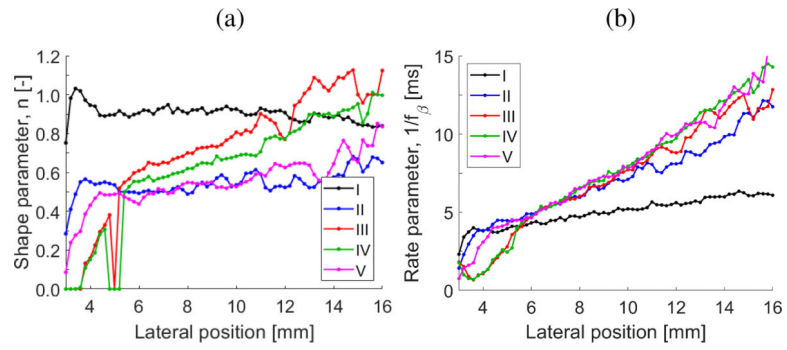 (a)
Shape parameter, n [-]
1.2
1.0
0.8
0.6
0.4
0.2
0.0
I
II
III
IV
V
4
6
8
10
12
14
16
Lateral position [mm]
(b)
Rate parameter, 1/fβ [ms]
15
10
5
0
I
II
III
IV
V
4
6
8
10
12
14
16
Lateral position [mm]